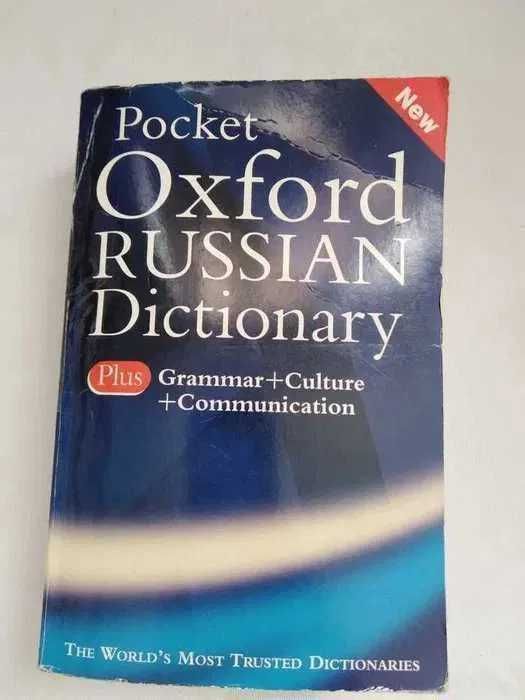 New
Pocket
Oxford
RUSSIAN
Dictionary
Plus Grammar+Culture
+Communication
THE WORLD'S MOST TRUSTED DICTIONARIES